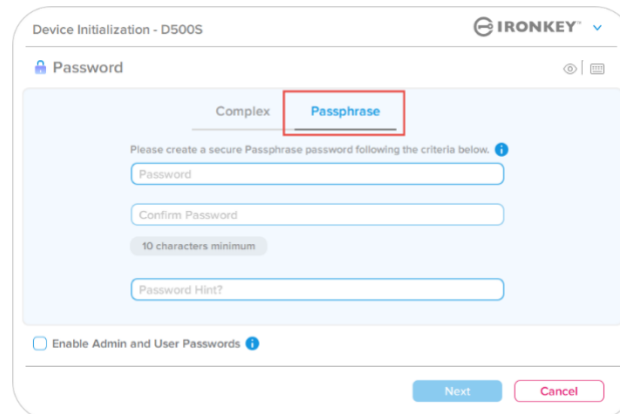 Device Initialization - D500S
IRONKEY
Password
Complex
Passphrase
Please create a secure Passphrase password following the criteria below.
Password
Confirm Password
10 characters minimum
Password Hint?
Enable Admin and User Passwords
Next
Cancel